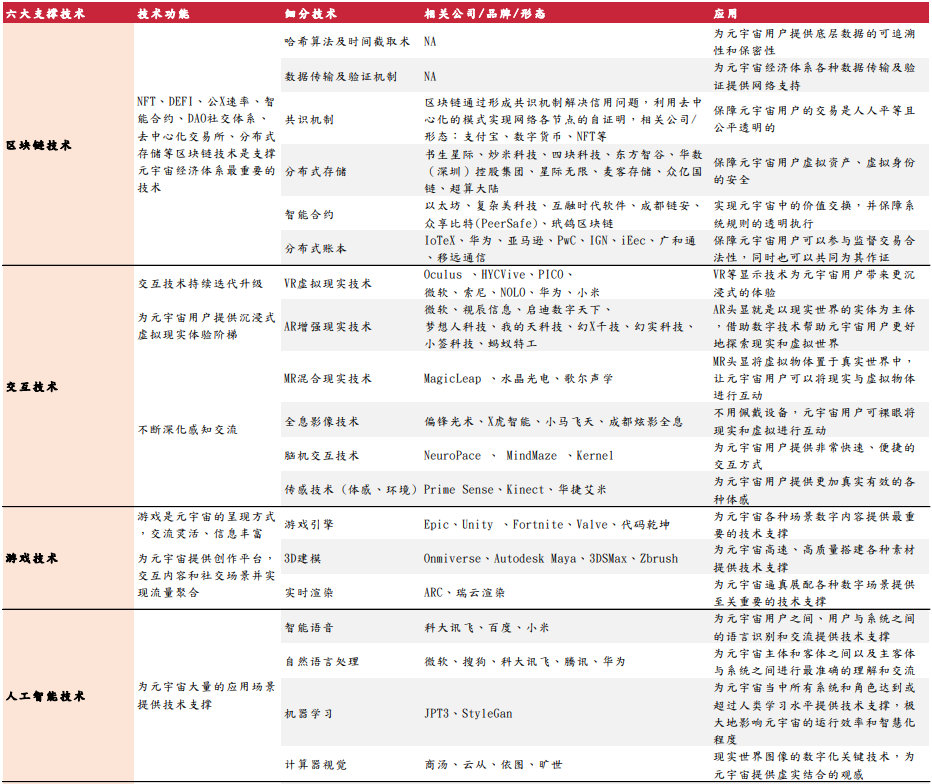 六大支撑技术 技术功能 细分技术 相关公司/品牌/形态 应用
区块链技术
NFT、DEFI、公X速率、智
能合约、DAO社交体系、
去中心化交易所、分布式
存储等区块链技术是支撑
元宇宙经济体系最重要的
技术
哈希算法及时间截取术 NA
为元宇宙用户提供底层数据的可追溯
性和保密性
数据传输及验证机制 NA
为元宇宙经济体系各种数据传输及验
证提供网络支持
共识机制
区块链通过形成共识机制解决信用问题，利用去中
心化的模式实现网络各节点的自证明，相关公司/
形态：支付宝、数字货币、NFT等
保障元宇宙用户的交易是人人平等且
公平透明的
分布式存储
书生星际、炒米科技、四块科技、东方智谷、华数
（深圳）控股集团、星际无限、麦客存储、众亿国
链、超算大陆
保障元宇宙用户虚拟资产、虚拟身份
的安全
智能合约
以太坊、复杂美科技、互融时代软件、成都链安、
众享比特(PeerSafe)、玳鸽区块链
实现元宇宙中的价值交换，并保障系
统规则的透明执行
分布式账本
IoTeX、华为、亚马逊、PwC、IGN、iEec、广和通
、移远通信
保障元宇宙用户可以参与监督交易合
法性，同时也可以共同为其作证
交互技术
交互技术持续迭代升级
为元宇宙用户提供沉浸式
虚拟现实体验阶梯
不断深化感知交流
VR虚拟现实技术
Oculus 、HYCVive、PICO、
微软、索尼、NOLO、华为、小米
VR等显示技术为元宇宙用户带来更沉
浸式的体验
AR增强现实技术
微软、视辰信息、启迪数字天下、
梦想人科技、我的天科技、幻X千技、幻实科技、
小签科技、蚂蚁特工
AR头显就是以现实世界的实体为主体
，借助数字技术帮助元宇宙用户更好
地探索现实和虚拟世界
MR混合现实技术
MagicLeap 、水晶光电、歌尔声学
MR头显将虚拟物体置于真实世界中，
让元宇宙用户可以将现实与虚拟物体
进行互动
全息影像技术
偏锋光术、X虎智能、小马飞天、成都炫影全息
不用佩戴设备，元宇宙用户可裸眼将
现实和虚拟进行互动
脑机交互技术
NeuroPace 、 MindMaze 、Kernel
为元宇宙用户提供非常快速、便捷的
交互方式
传感技术（体感、环境）
Prime Sense、Kinect、华捷艾米
为元宇宙用户提供更加真实有效的各
种体感
游戏技术
游戏是元宇宙的呈现方式
，交流灵活、信息丰富
为元宇宙提供创作平台，
交互内容和社交场景并实
现流量聚合
游戏引擎
Epic、Unity 、Fortnite、Valve、代码乾坤
为元宇宙各种场景数字内容提供最重
要的技术支撑
3D建模
Onmiverse、Autodesk Maya、3DSMax、Zbrush
为元宇宙高速、高质量搭建各种素材
提供技术支撑
实时渲染
ARC、瑞云渲染
为元宇宙逼真展配各种数字场景提供
至关重要的技术支撑
人工智能技术
为元宇宙大量的应用场景
提供技术支撑
智能语音
科大讯飞、百度、小米
为元宇宙用户之间、用户与系统之间
的语言识别和交流提供技术支撑
自然语言处理
微软、搜狗、科大讯飞、腾讯、华为
为元宇宙主体和客体之间以及主客体
与系统之间进行最准确的理解和交流
机器学习
JPT3、StyleGan
为元宇宙当中所有系统和角色达到或
超过人类学习水平提供技术支撑，极
大地影响元宇宙的运行效率和智慧化
程度
计算器视觉
商汤、云从、依图、旷世
现实世界图像的数字化关键技术，为
元宇宙提供虚实结合的观感